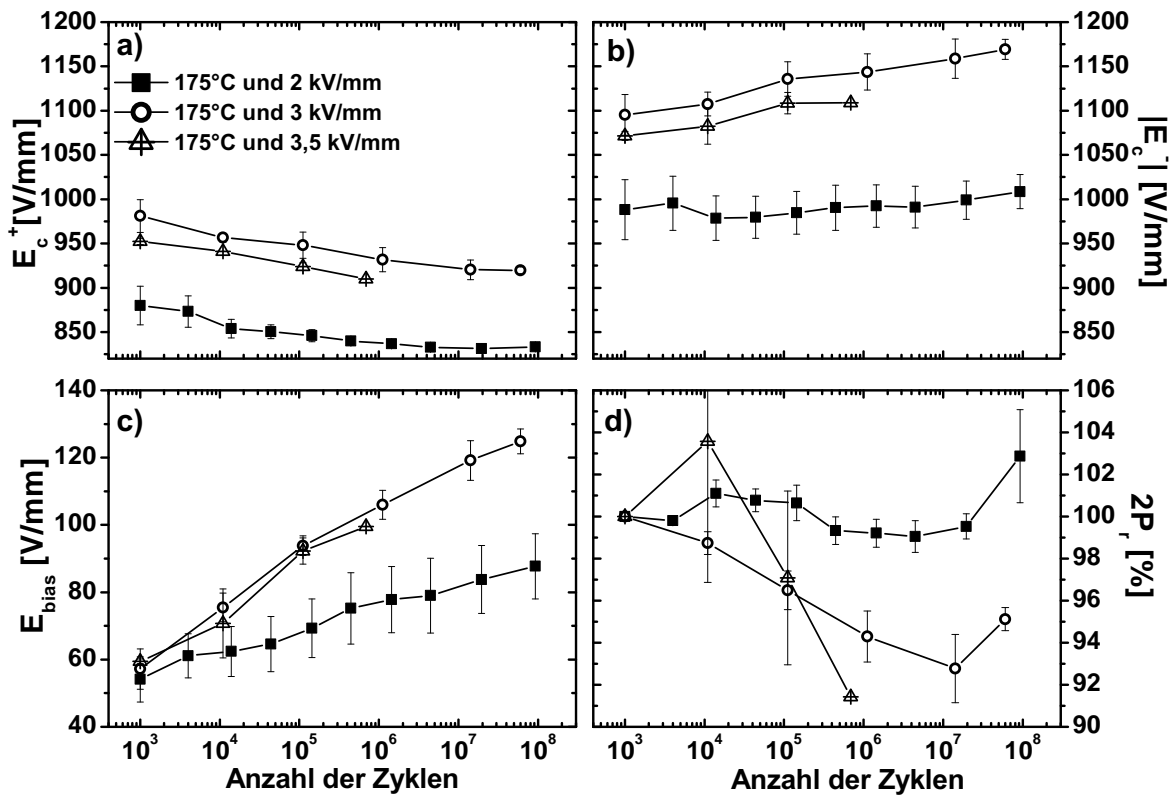 a)
175°C und 2 kV/mm
175°C und 3 kV/mm
175°C und 3,5 kV/mm
E_c^+ [V/mm]
1200
1150
1100
1050
1000
950
900
850
b)
|E_c^-| [V/mm]
1200
1150
1100
1050
1000
950
900
850
c)
E_bias [V/mm]
140
120
100
80
60
40
10^3 10^4 10^5 10^6 10^7 10^8
Anzahl der Zyklen
d)
2P_r [%]
106
104
102
100
98
96
94
92
90
10^3 10^4 10^5 10^6 10^7 10^8
Anzahl der Zyklen